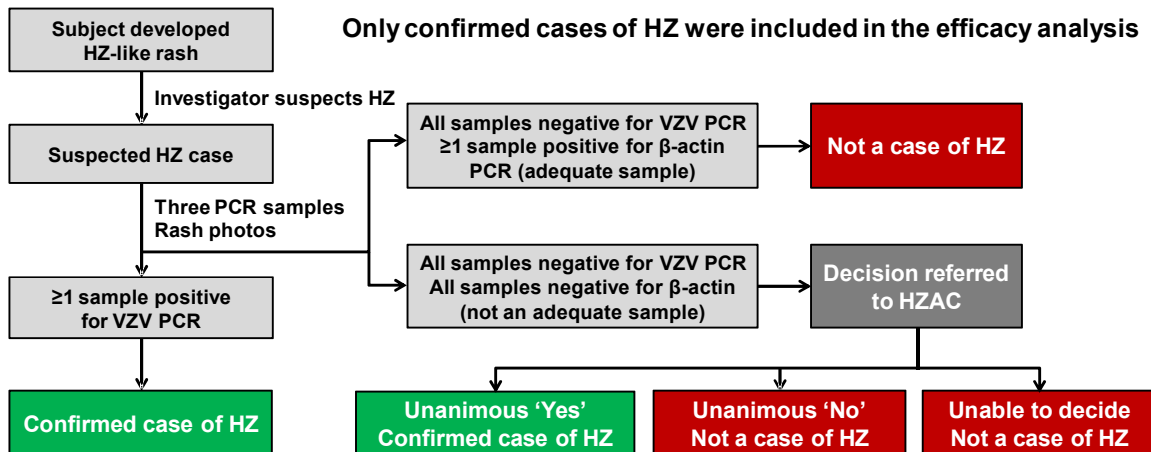 Only confirmed cases of HZ were included in the efficacy analysis
Subject developed
HZ-like rash
Investigator suspects HZ
Suspected HZ case
Three PCR samples
Rash photos
≥1 sample positive
for VZV PCR
Confirmed case of HZ
All samples negative for VZV PCR
≥1 sample positive for β-actin
PCR (adequate sample)
Not a case of HZ
All samples negative for VZV PCR
All samples negative for β-actin
(not an adequate sample)
Decision referred
to HZAC
Unanimous ‘Yes’
Confirmed case of HZ
Unanimous ‘No’
Not a case of HZ
Unable to decide
Not a case of HZ